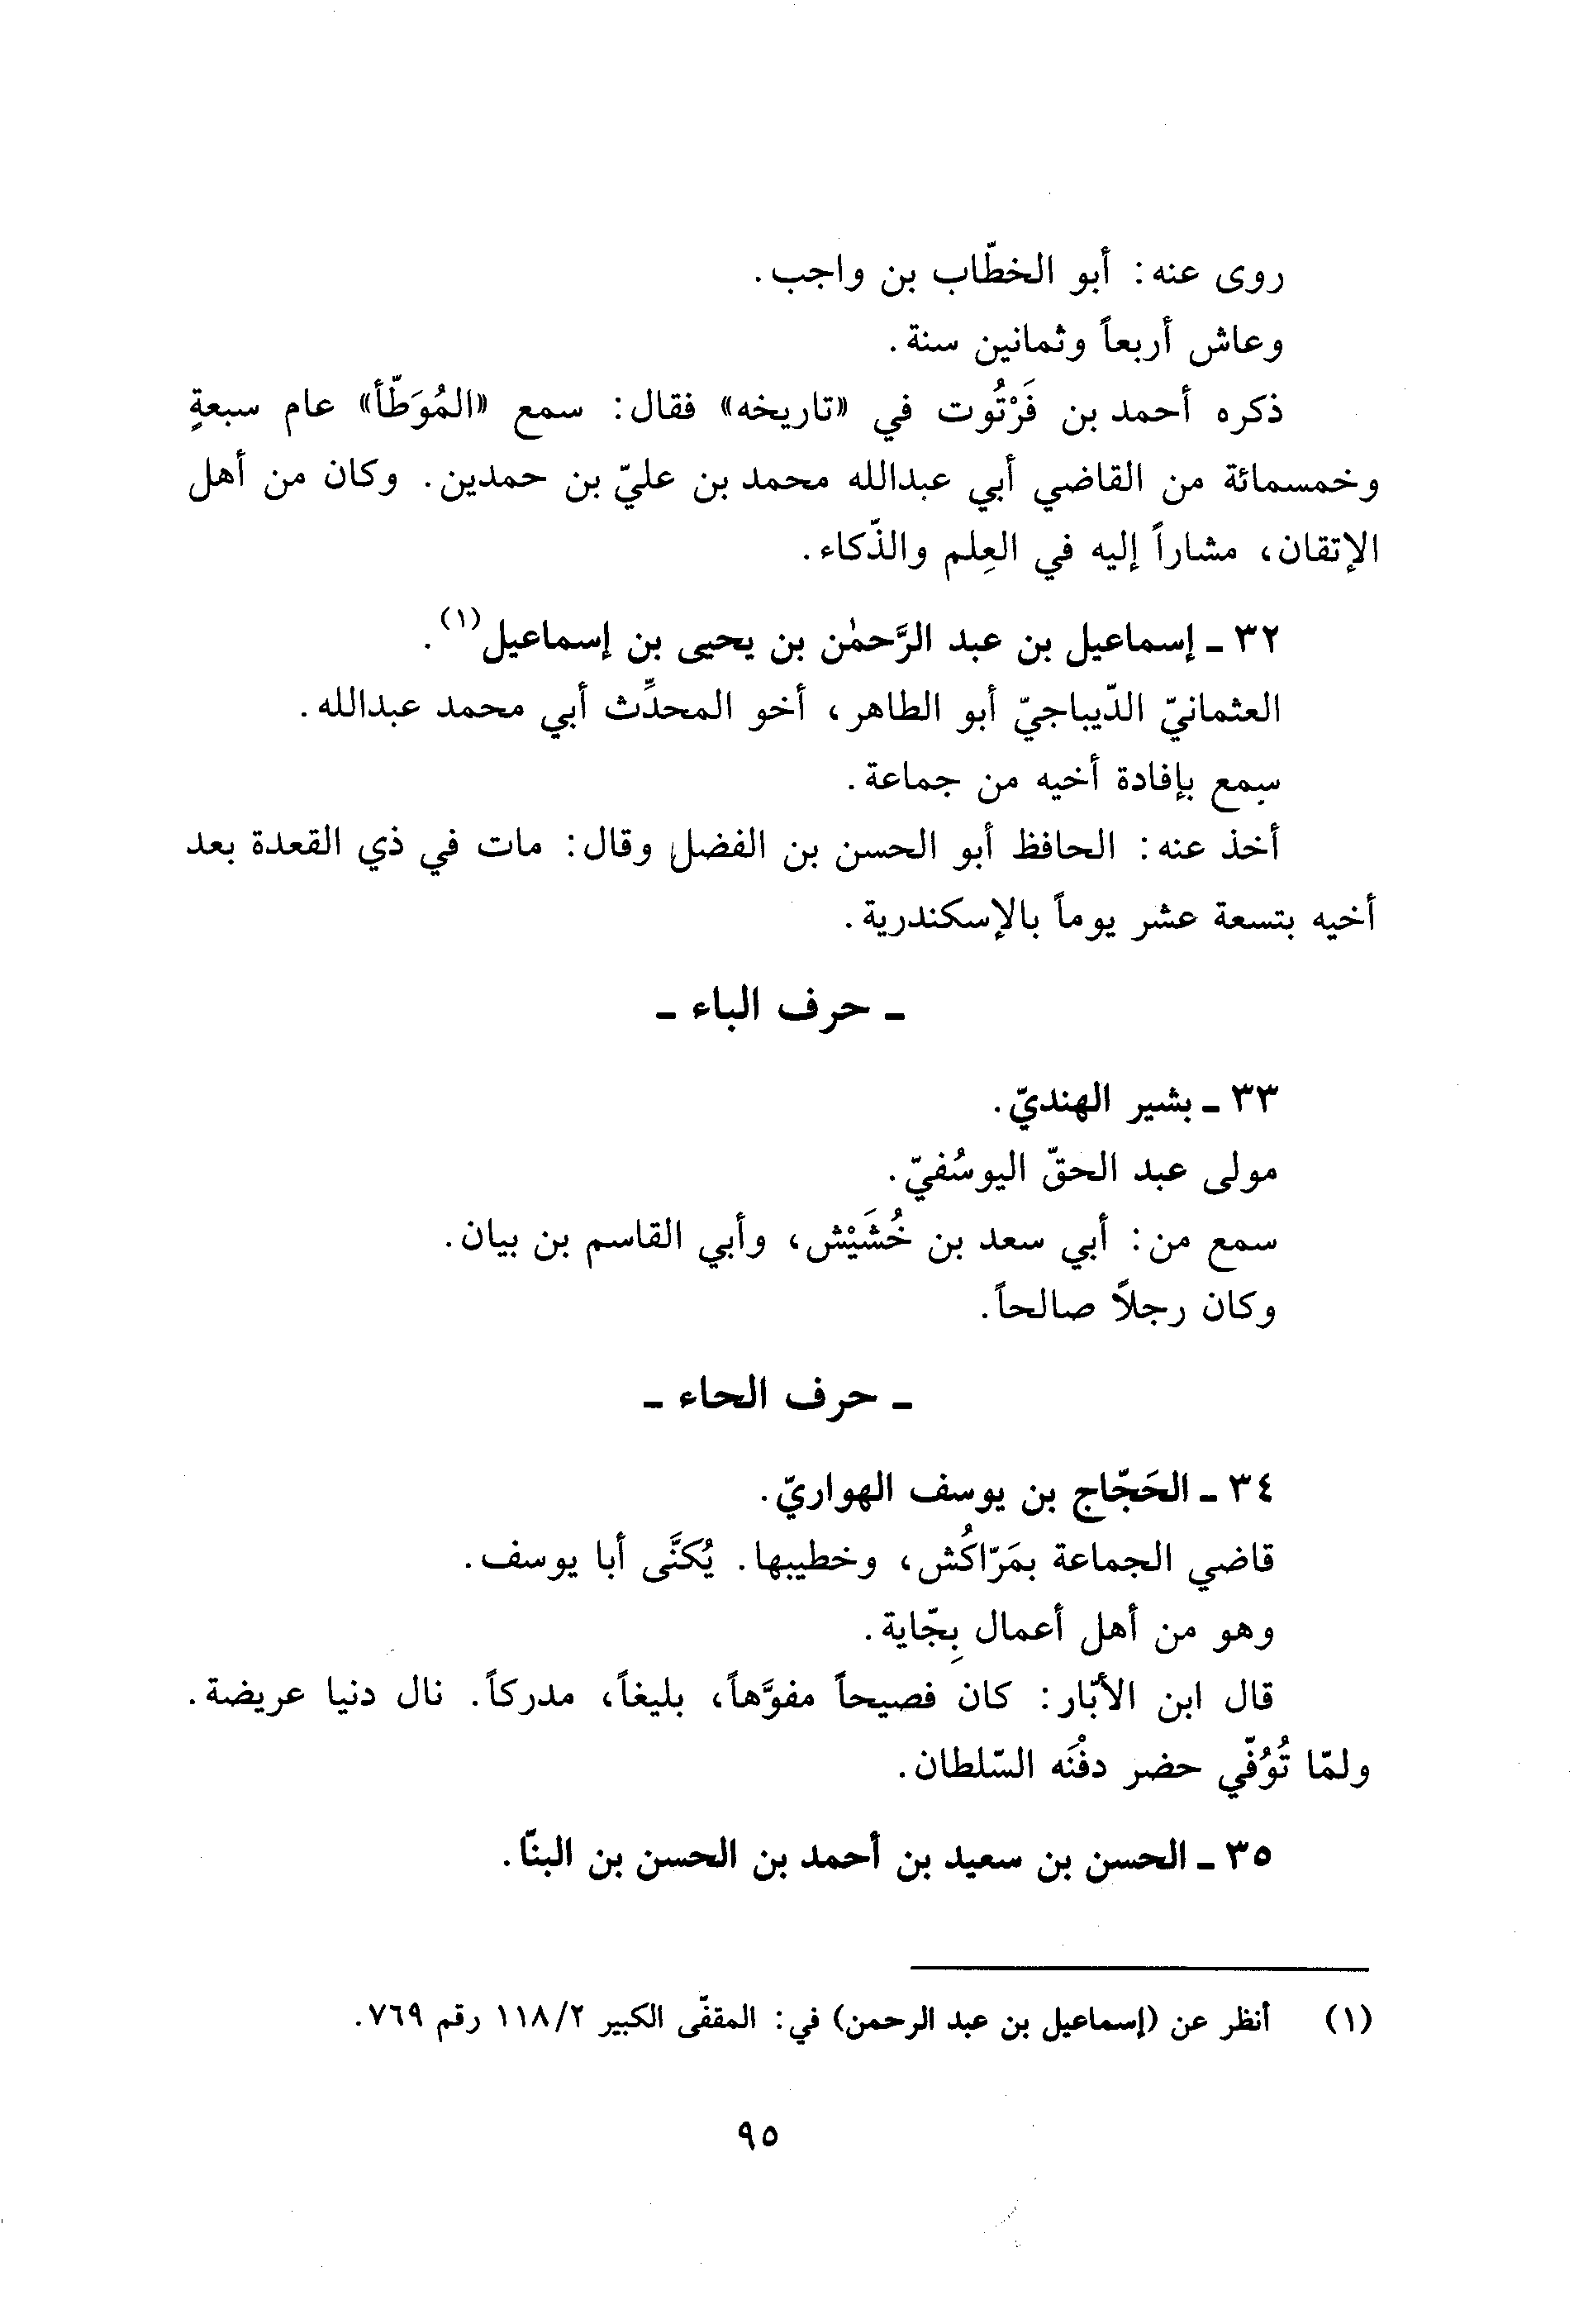 روى عنه: أبو الخطّاب بن واجب.
وعاش أربعاً وثمانين سنة.
ذكره أحمد بن فَرْتُوت في «تاريخه» فقال: سمع «المُوَطّأ» عام سبعةٍ
وخمسمائة من القاضي أبي عبدالله محمد بن عليّ بن حمدين. وكان من أهل
الإتقان، مشاراً إليه في العِلم والذّكاء.
٣٢ ـ إسماعيل بن عبد الرَّحمٰن بن يحيى بن إسماعيل(١).
العثمانيّ الدّيباجيّ أبو الطاهر، أخو المحدِّث أبي محمد عبدالله.
سمع بإفادة أخيه من جماعة.
أخذ عنه: الحافظ أبو الحسن بن الفضل وقال: مات في ذي القعدة بعد
أخيه بتسعة عشر يوماً بالإسكندرية.
ـ حرف الباء ـ
٣٣ ـ بشير الهنديّ.
مولى عبد الحقّ اليوسُفيّ.
سمع من: أبي سعد بن خُشَيْش، وأبي القاسم بن بيان.
وكان رجلاً صالحاً.
ـ حرف الحاء ـ
٣٤ ـ الحَجّاج بن يوسف الهواريّ.
قاضي الجماعة بمَرّاكُش، وخطيبها. يُكنَّى أبا يوسف.
وهو من أهل أعمال بِجّاية.
قال ابن الأبّار: كان فصيحاً مفوَّهاً، بليغاً، مدركاً. نال دنيا عريضة.
ولمّا تُوُفّي حضر دفْنَه السّلطان.
٣٥ ـ الحسن بن سعيد بن أحمد بن الحسن بن البنّا.
(١) أنظر عن (إسماعيل بن عبد الرحمن) في: المقفّى الكبير ١١٨/٢ رقم ٧٦٩.
٩٥